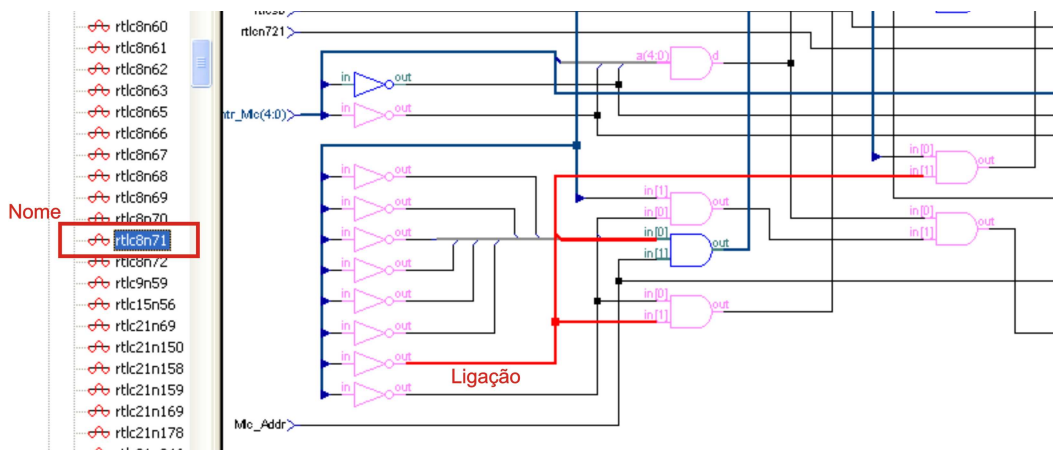 rtlc8n60
rtlc8n61
rtlc8n62
rtlc8n63
rtlc8n65
rtlc8n66
rtlc8n67
rtlc8n68
rtlc8n69
rtlc8n70
Nome
rtlc8n71
rtlc8n72
rtlc9n59
rtlc15n56
rtlc21n69
rtlc21n150
rtlc21n158
rtlc21n159
rtlc21n169
rtlc21n178
rtlcn721
a(4:0) d
in out
ntr_Mlc(4:0)
in out
in[0]
in[1] out
in out
in out
in out
in out
in out
in out
in out
in out
in[1]
in[0] out
in[0]
in[1] out
in[0]
in[1] out
in[0]
in[1] out
Ligação
Mlc_Addr